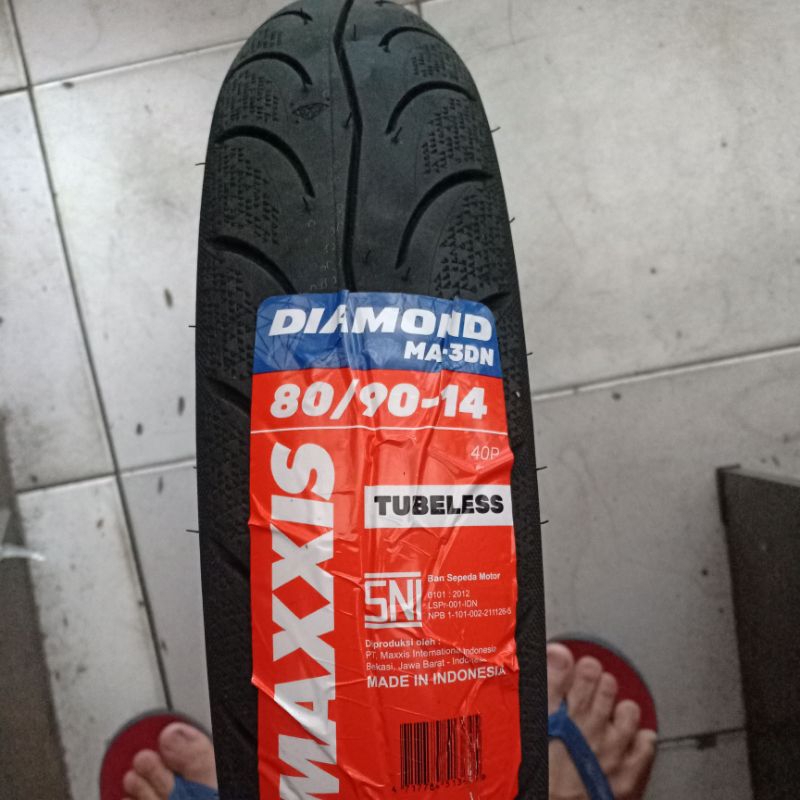 DIAMOND
MA-3DN
80/90-14
40P
MAXXIS
TUBELESS
SNI
Ban Sepeda Motor
0101 : 2012
LSPr-001-IDN
NPB 1-101-002-211126-5
Diproduksi oleh :
PT. Maxxis International Indonesia
Bekasi, Jawa Barat - Indonesia
MADE IN INDONESIA